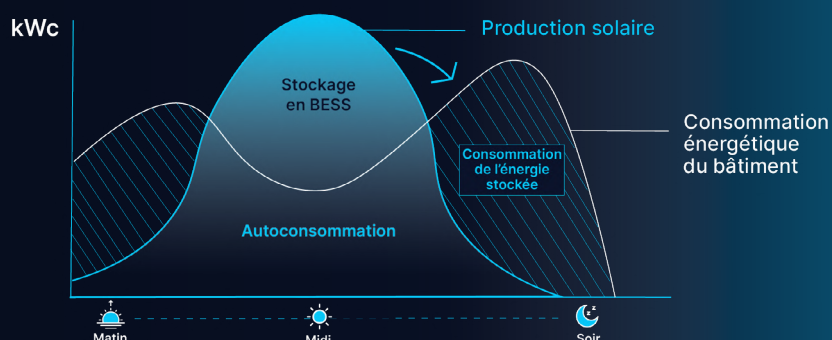 kWc
Production solaire
Stockage
en BESS
Consommation
énergétique
du bâtiment
Consommation
de l'énergie
stockée
Autoconsommation
Matin
Midi
Soir